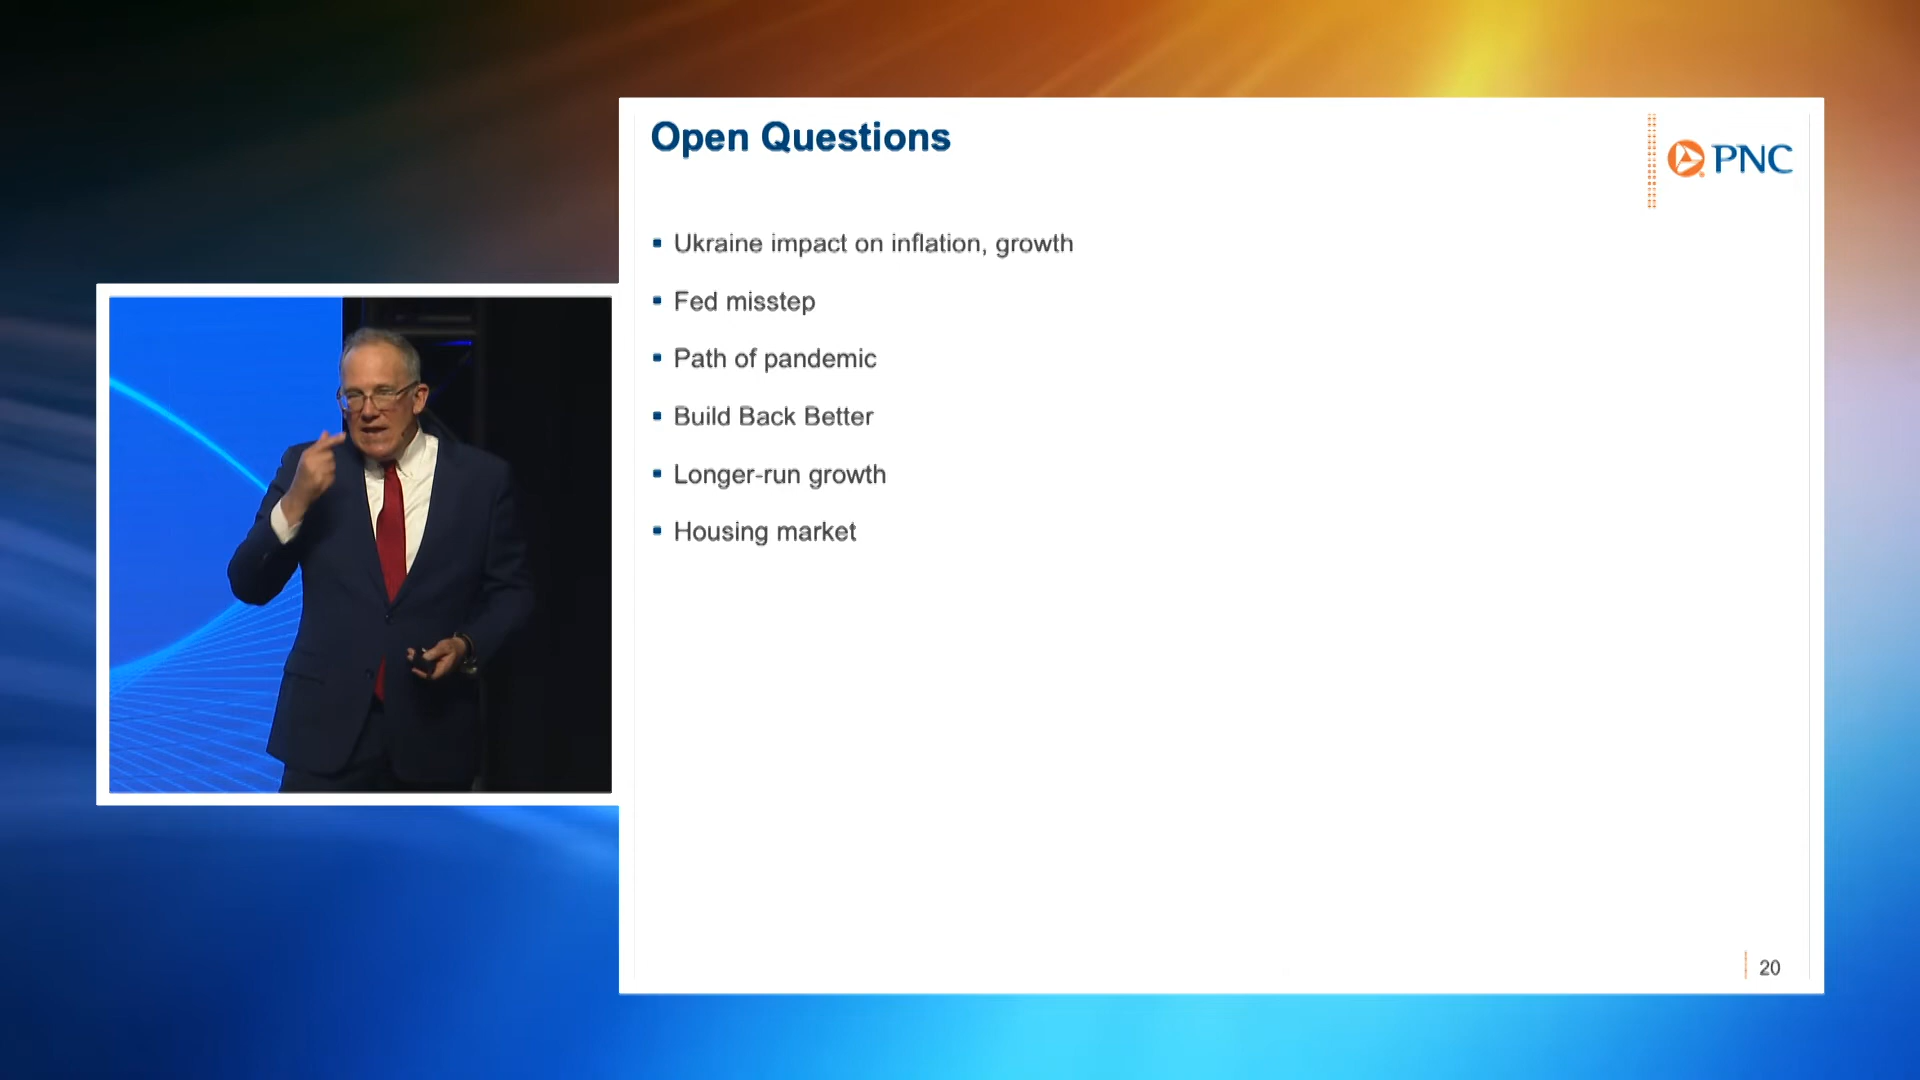 Open Questions
PNC
Ukraine impact on inflation, growth
Fed misstep
Path of pandemic
Build Back Better
Longer-run growth
Housing market
20